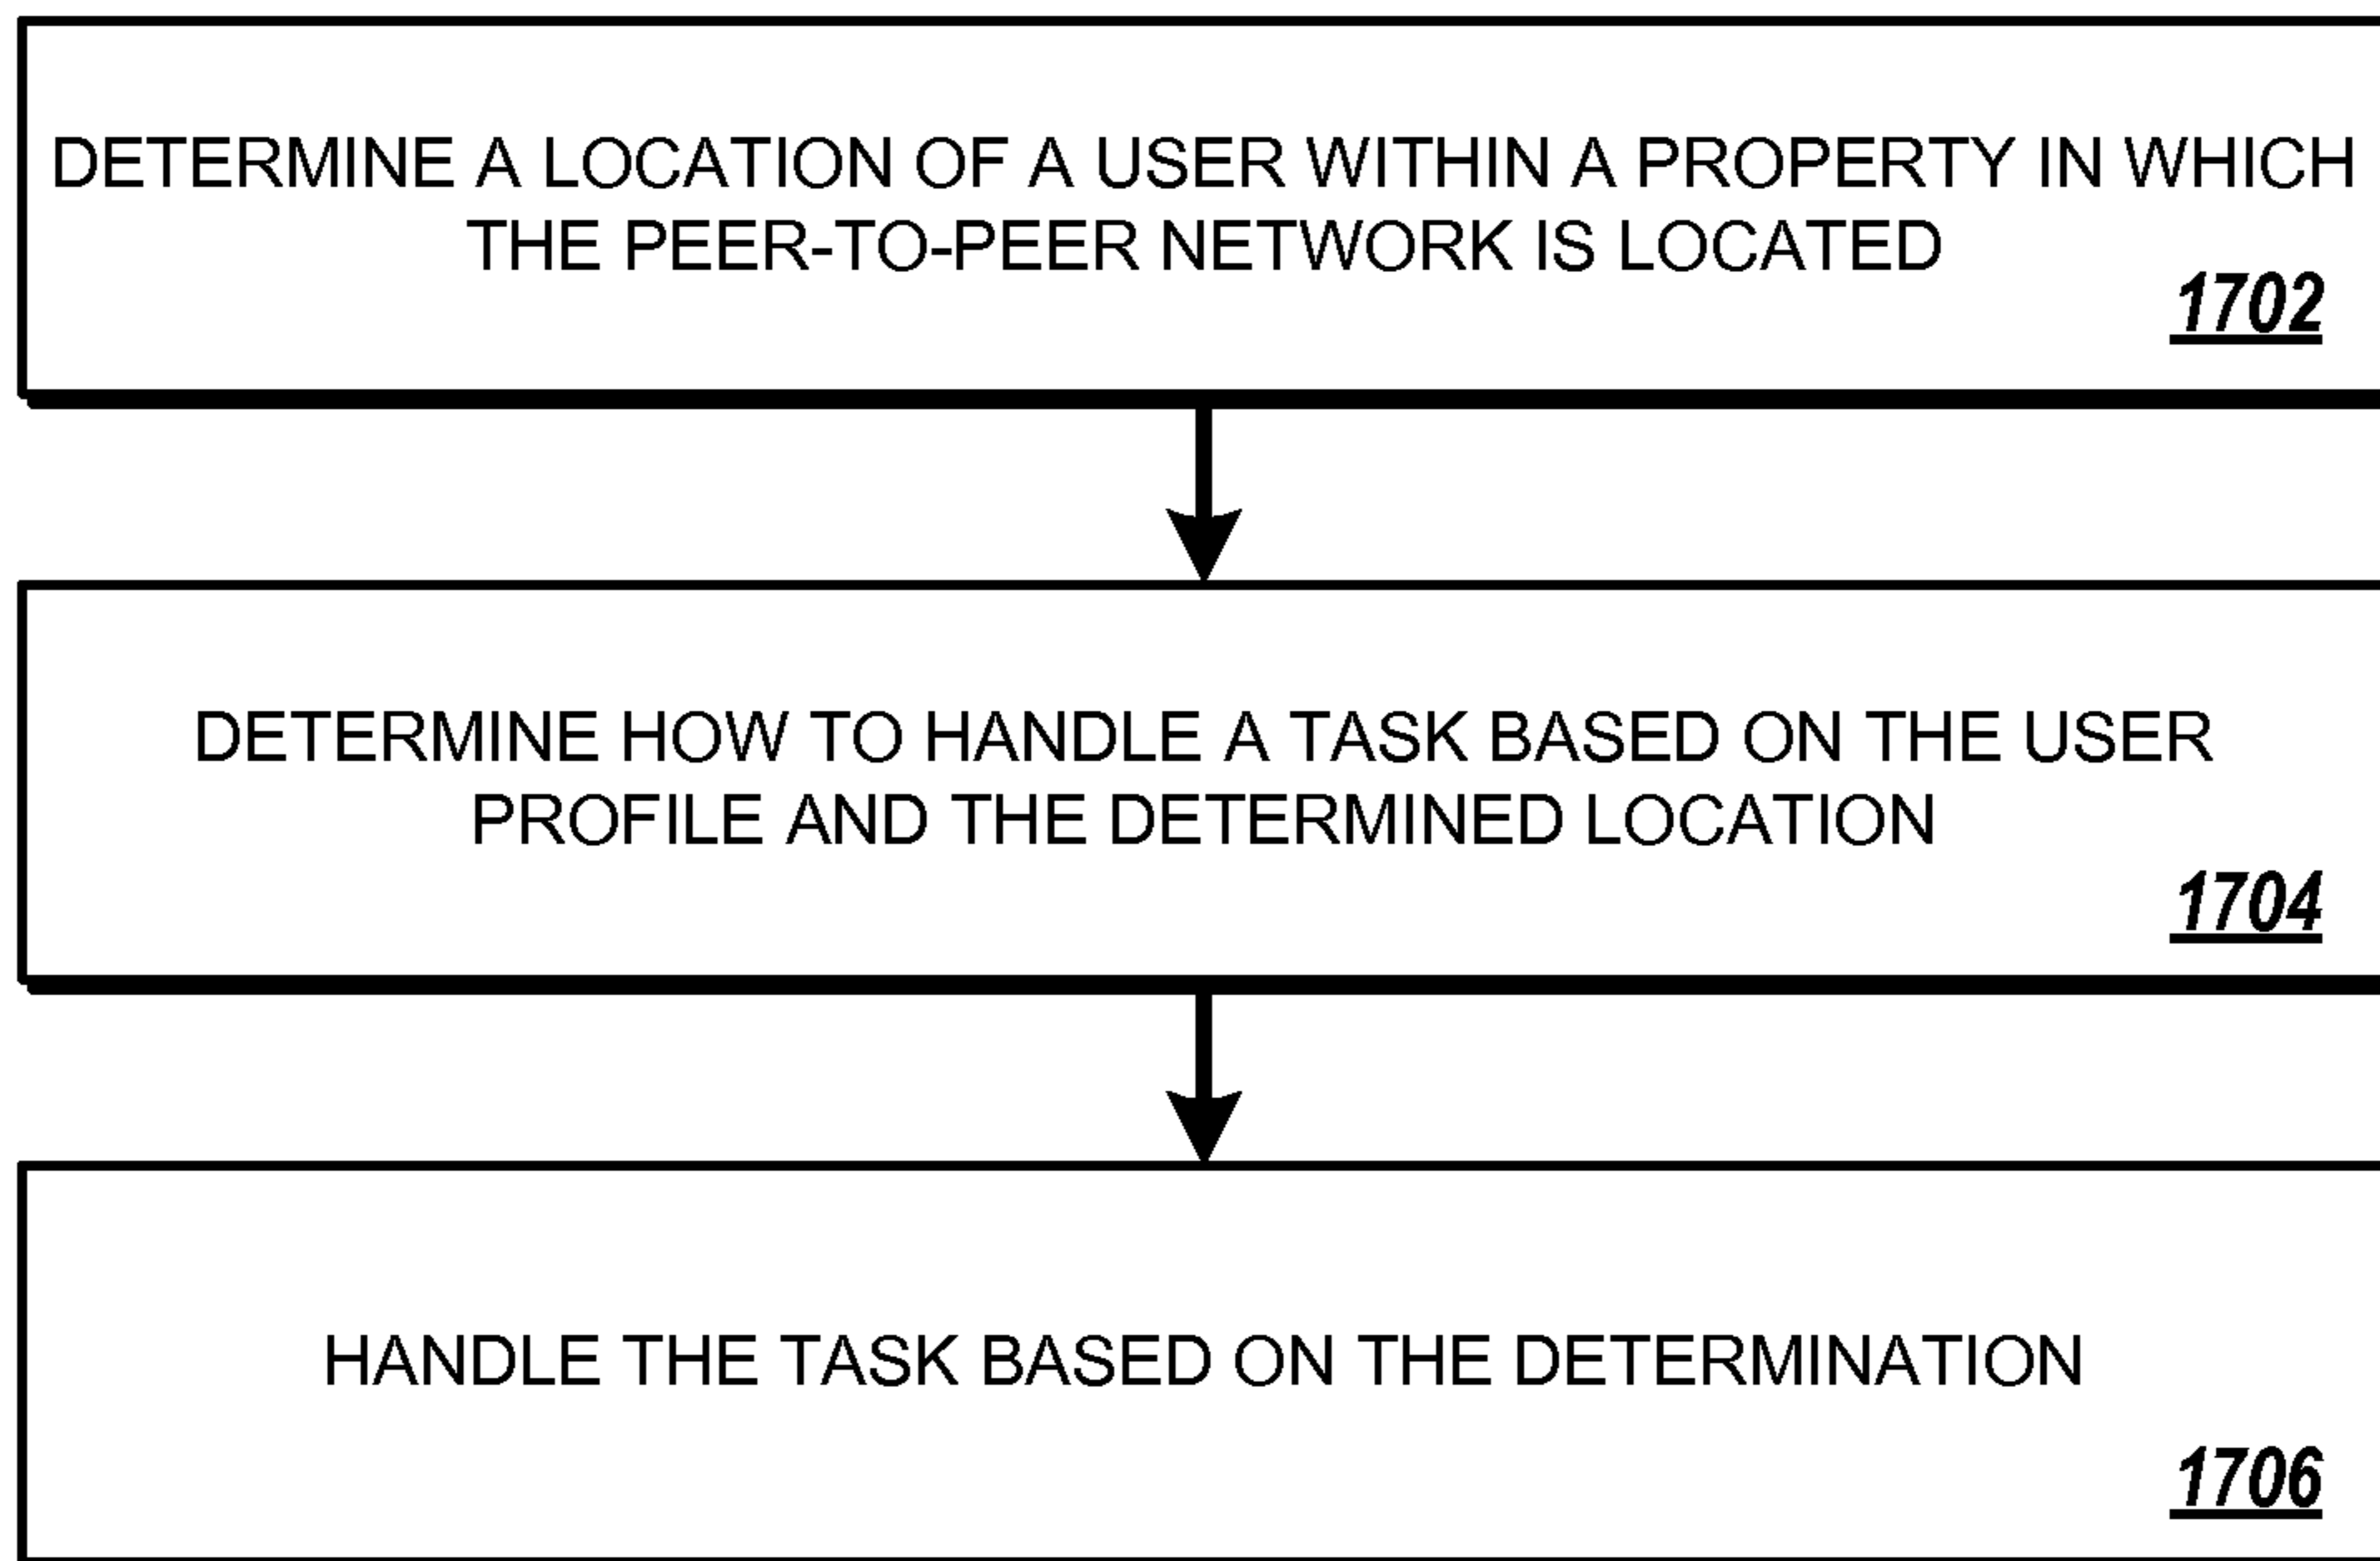 DETERMINE A LOCATION OF A USER WITHIN A PROPERTY IN WHICH
THE PEER-TO-PEER NETWORK IS LOCATED
1702
DETERMINE HOW TO HANDLE A TASK BASED ON THE USER
PROFILE AND THE DETERMINED LOCATION
1704
HANDLE THE TASK BASED ON THE DETERMINATION
1706